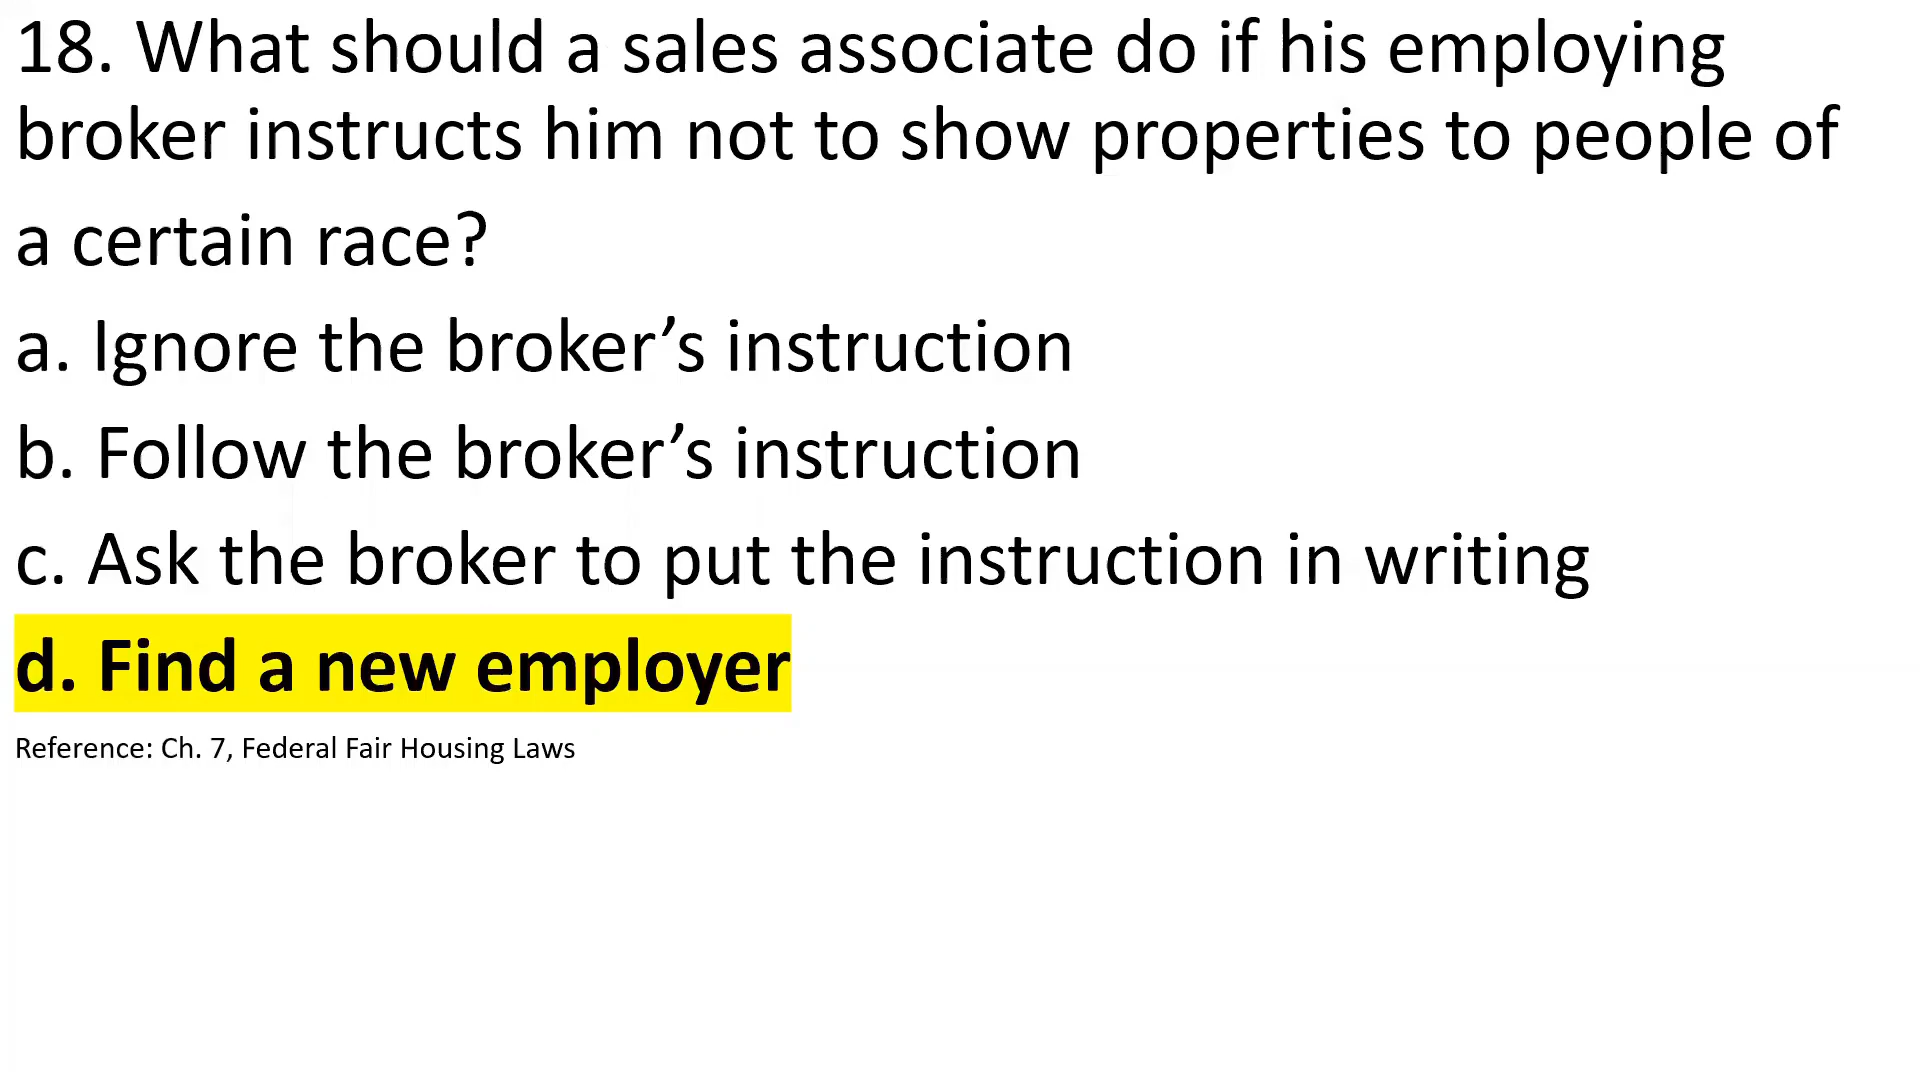 18. What should a sales associate do if his employing
broker instructs him not to show properties to people of
a certain race?
a. Ignore the broker’s instruction
b. Follow the broker’s instruction
c. Ask the broker to put the instruction in writing
d. Find a new employer
Reference: Ch. 7, Federal Fair Housing Laws